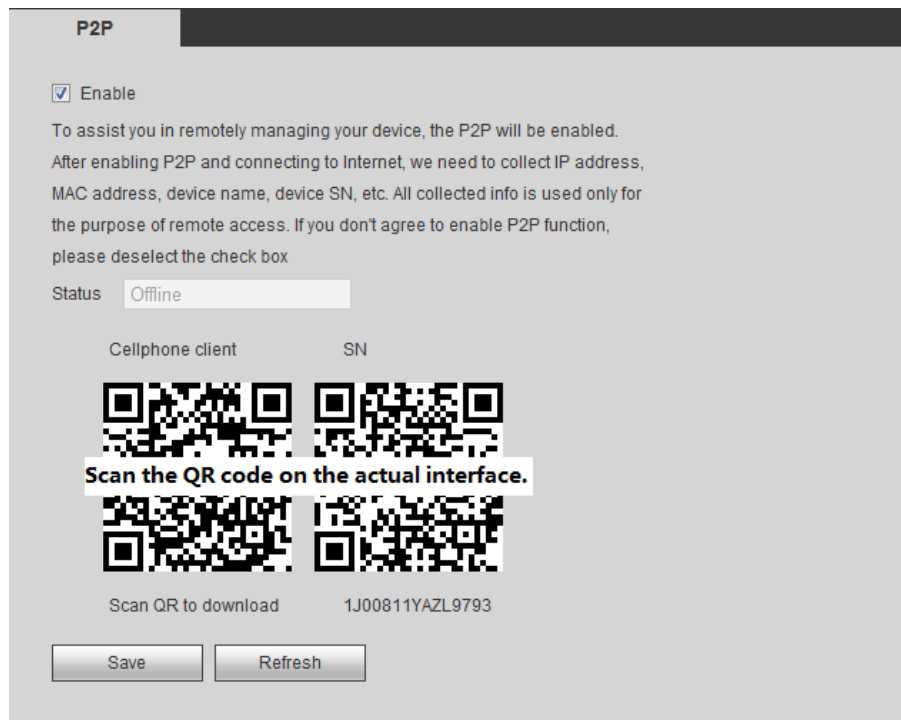 P2P
Enable
To assist you in remotely managing your device, the P2P will be enabled.
After enabling P2P and connecting to Internet, we need to collect IP address,
MAC address, device name, device SN, etc. All collected info is used only for
the purpose of remote access. If you don't agree to enable P2P function,
please deselect the check box
Status Offline
Cellphone client SN
Scan the QR code on the actual interface.
Scan QR to download 1J00811YAZL9793
Save Refresh